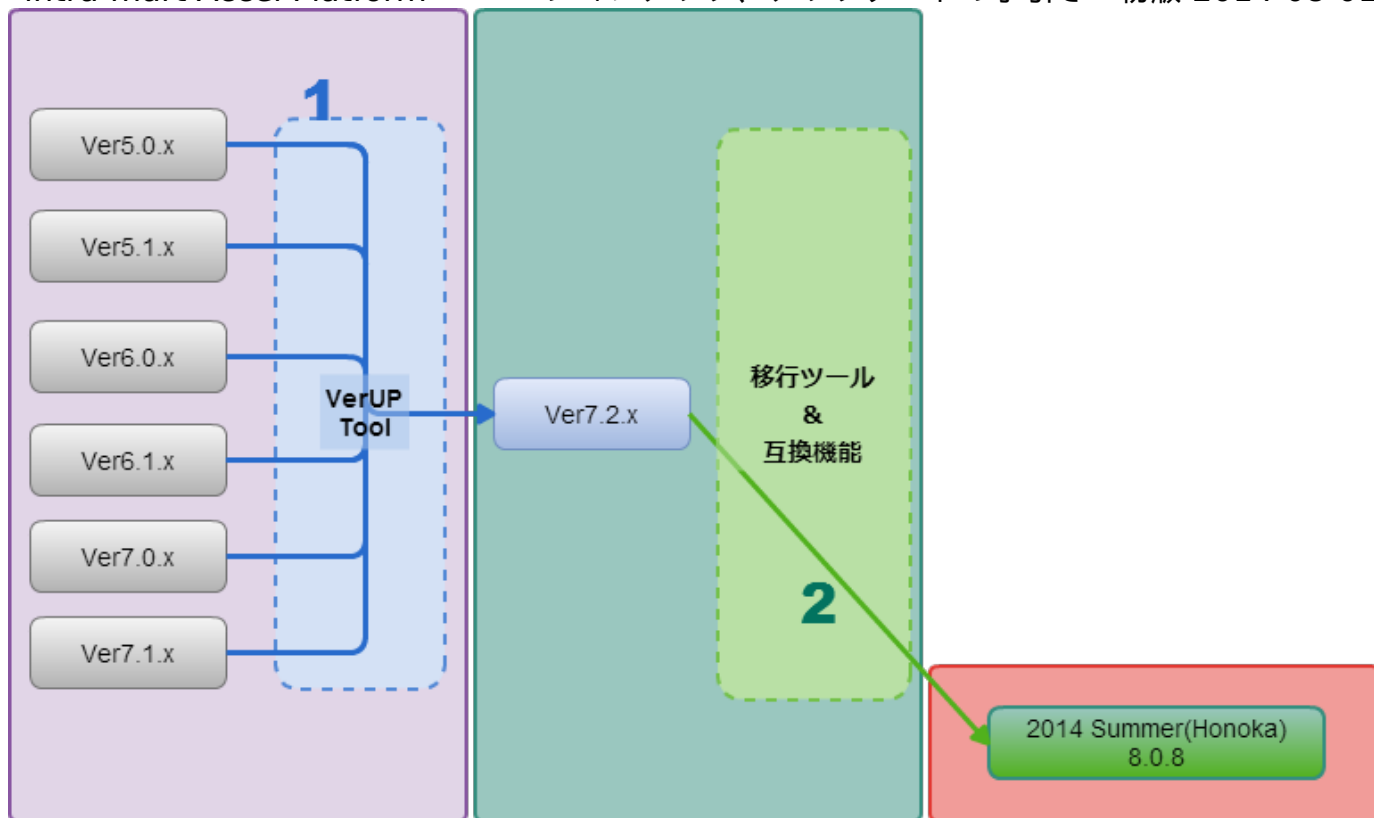 1
Ver5.0.x
Ver5.1.x
Ver6.0.x
Ver6.1.x
Ver7.0.x
Ver7.1.x
VerUP
Tool
Ver7.2.x
移行ツール
&
互換機能
2
2014 Summer(Honoka)
8.0.8